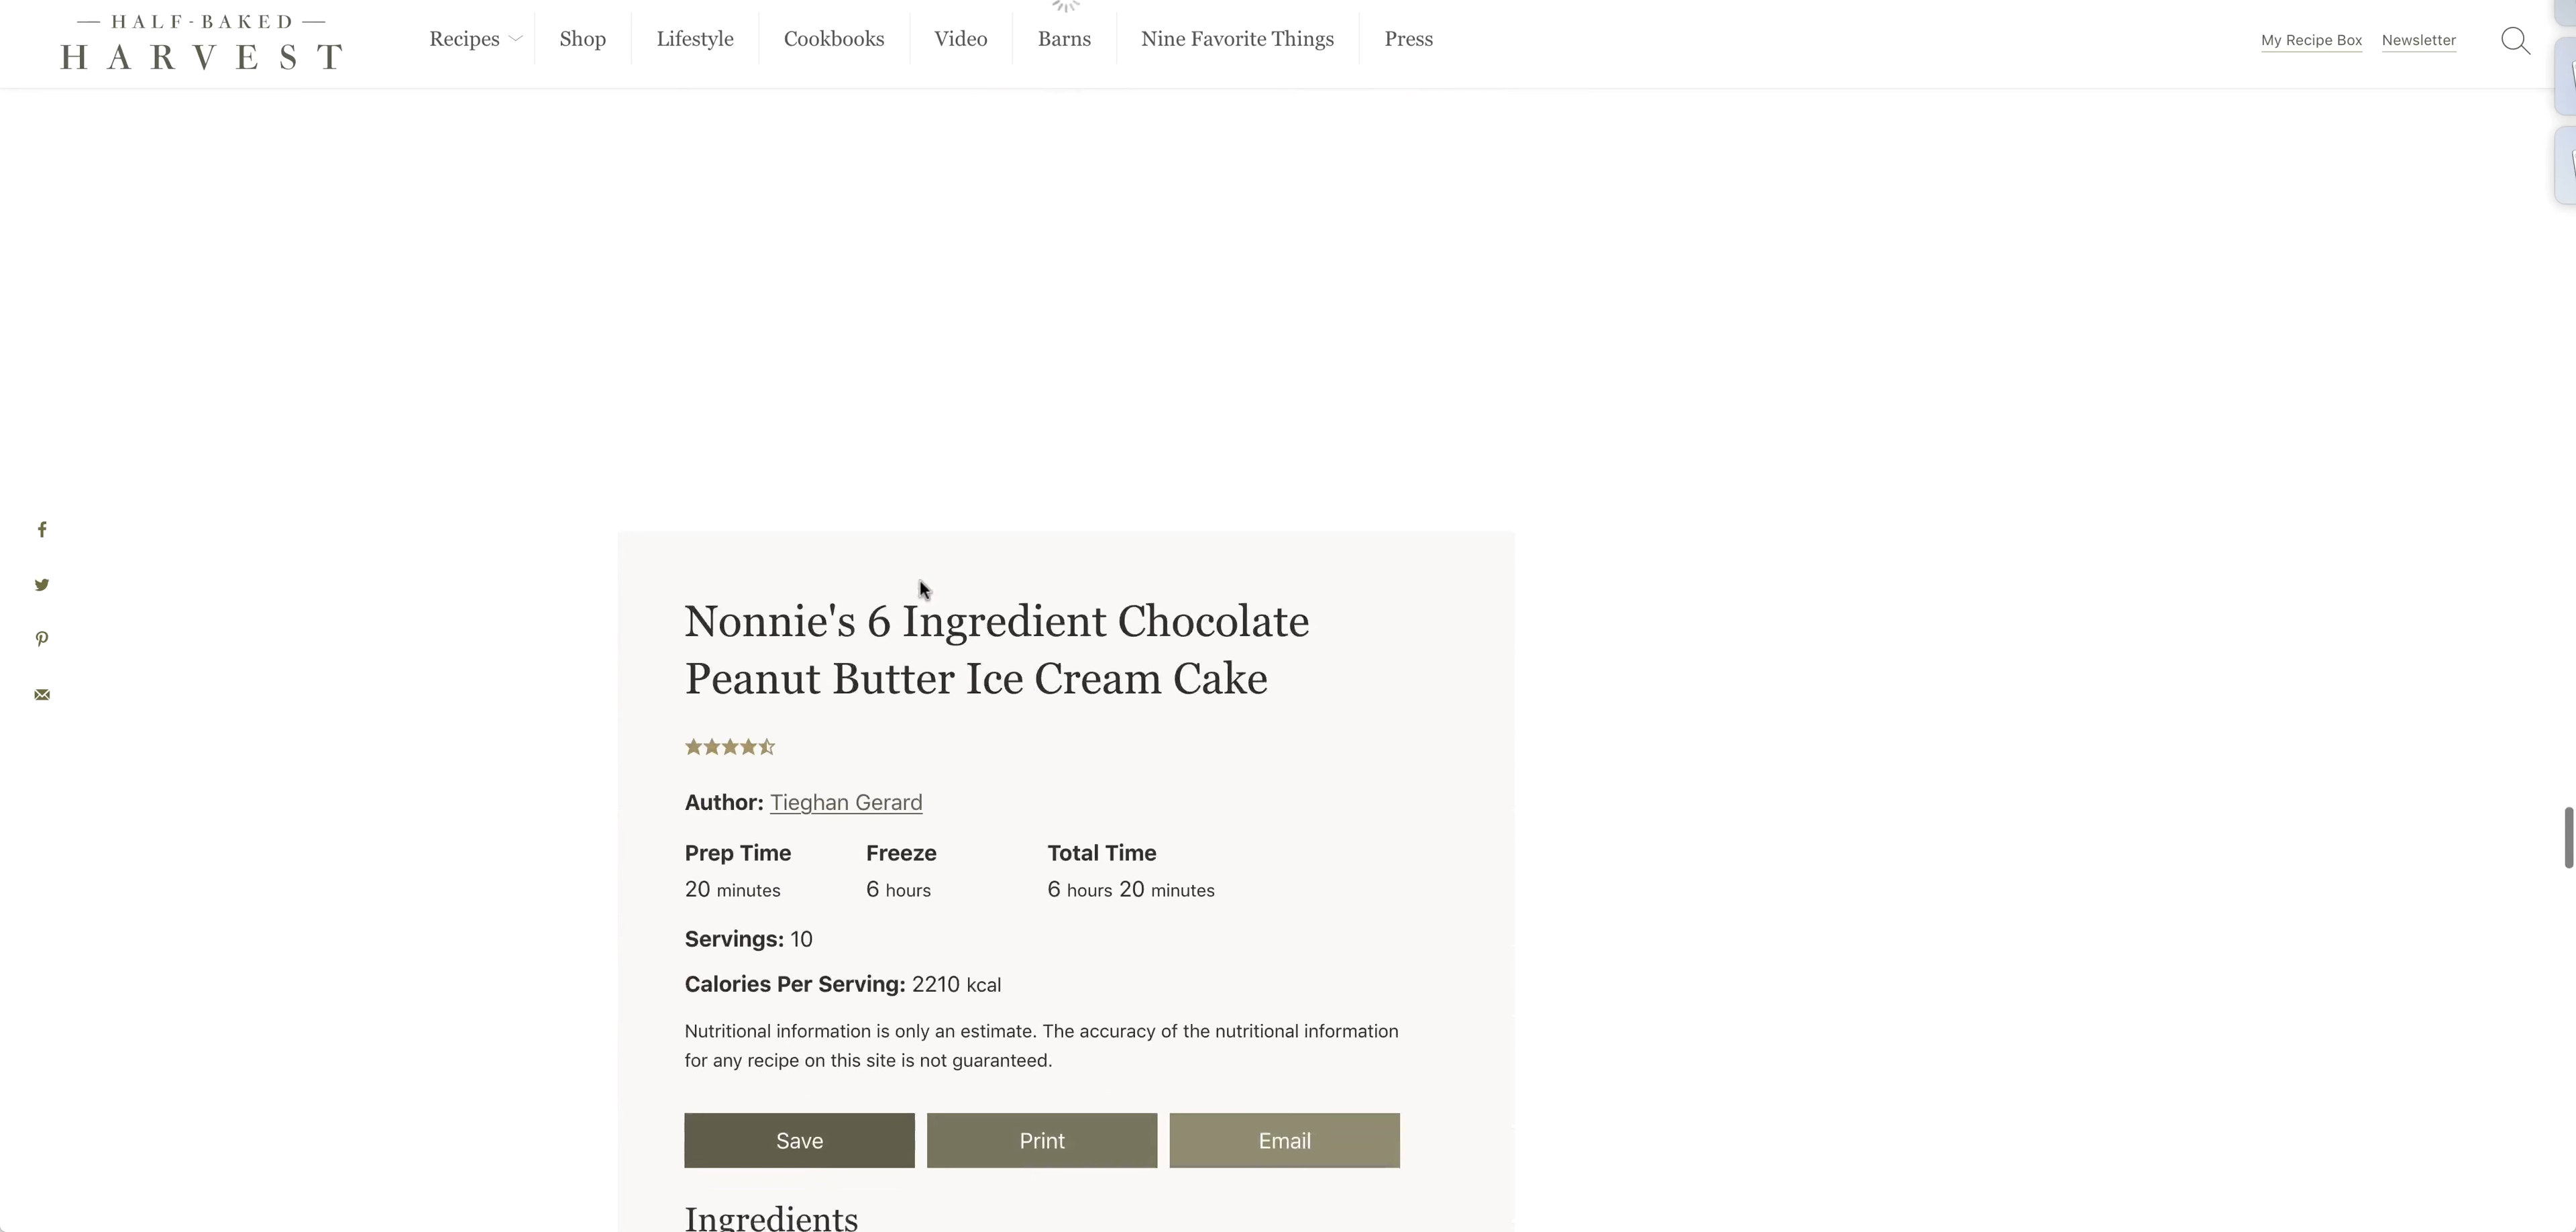 HALF-BAKED
HARVEST
Recipes
Shop
Lifestyle
Cookbooks
Video
Barns
Nine Favorite Things
Press
My Recipe Box
Newsletter
Nonnie's 6 Ingredient Chocolate
Peanut Butter Ice Cream Cake
Author: Tieghan Gerard
Prep Time Freeze Total Time
20 minutes 6 hours 6 hours 20 minutes
Servings: 10
Calories Per Serving: 2210 kcal
Nutritional information is only an estimate. The accuracy of the nutritional information
for any recipe on this site is not guaranteed.
Save
Print
Email
Ingredients